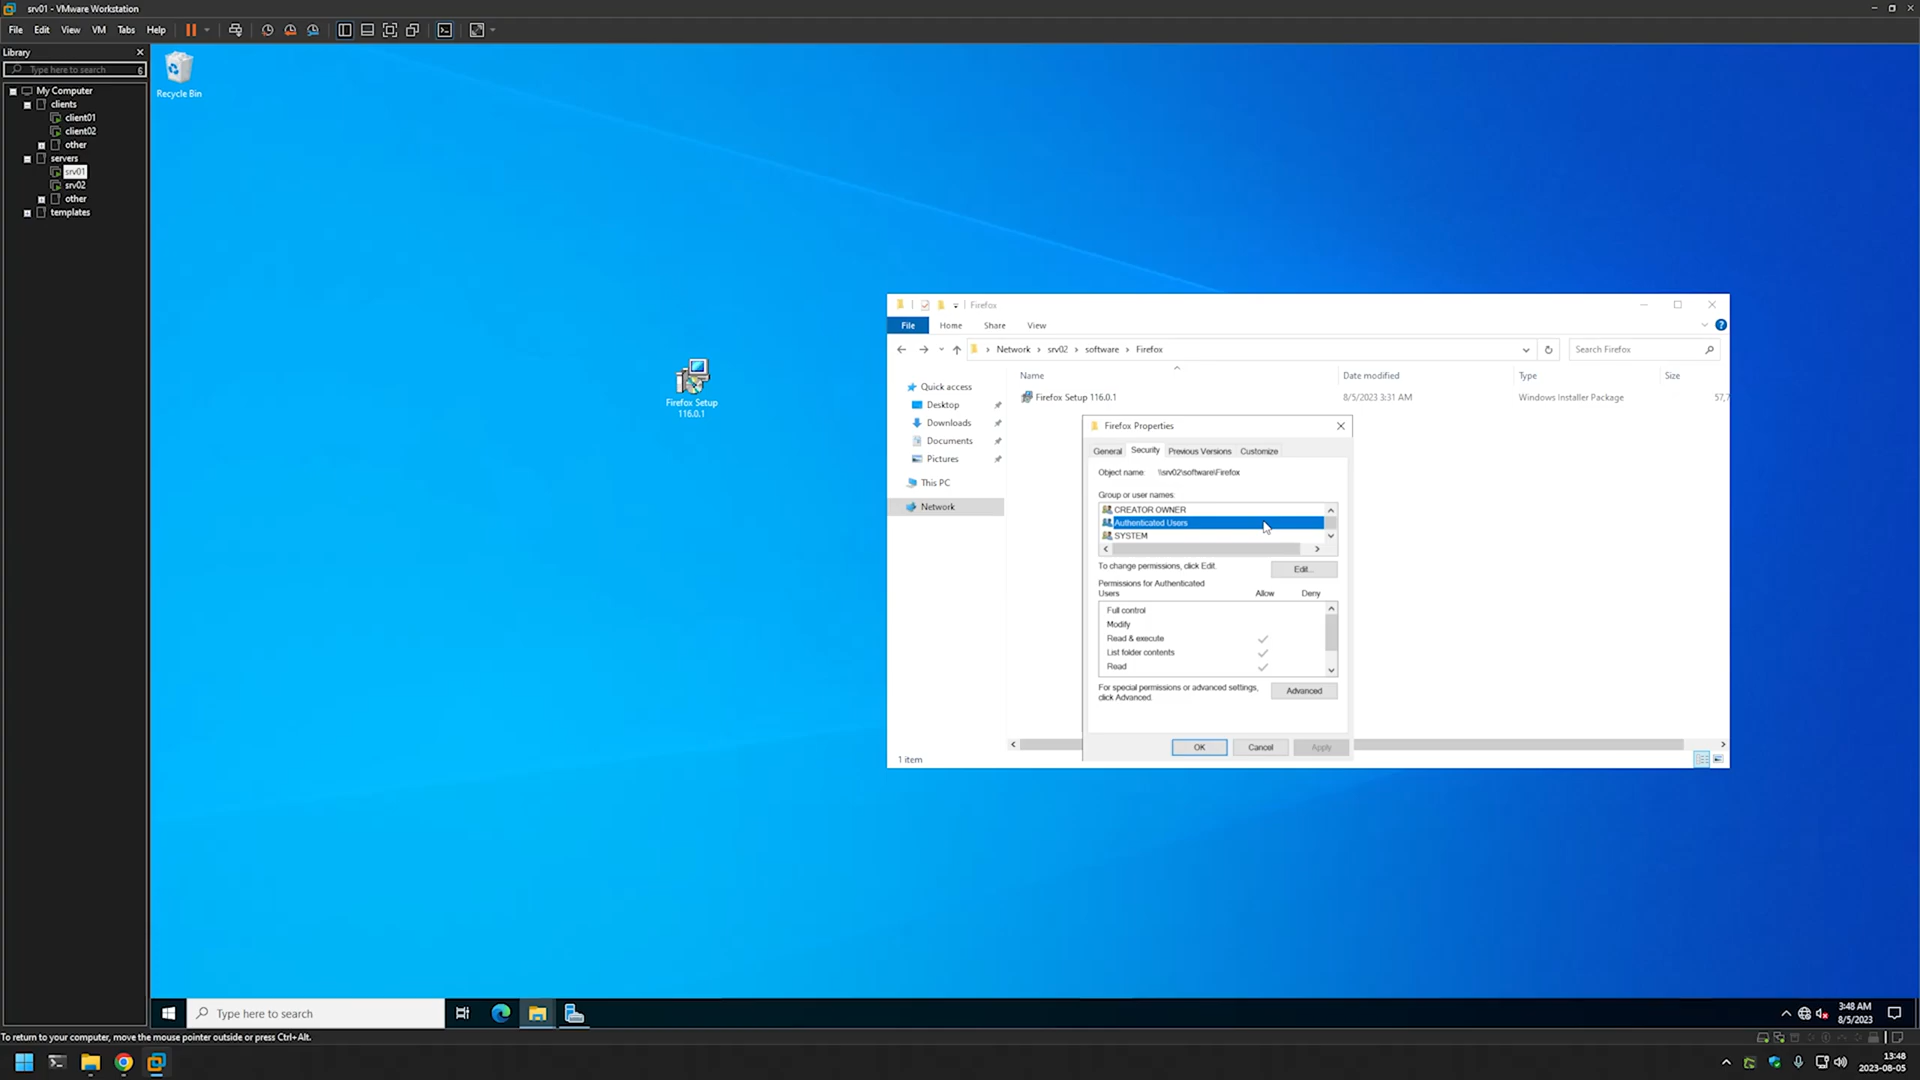 srv01 - VMware Workstation
File Edit View VM Tabs Help
Library
Type here to search
My Computer
clients
client01
client02
other
servers
srv01
srv02
other
templates
Recycle Bin
Firefox Setup
116.0.1
Firefox
File Home Share View
Network srv02 software Firefox
Search Firefox
Name Date modified Type Size
Firefox Setup 116.0.1 8/5/2023 3:31 AM Windows Installer Package 57,7
Quick access
Desktop
Downloads
Documents
Pictures
This PC
Network
Firefox Properties
General Security Previous Versions Customize
Object name: \\srv02\software\Firefox
Group or user names:
CREATOR OWNER
Authenticated Users
SYSTEM
To change permissions, click Edit.
Edit...
Permissions for Authenticated
Users Allow Deny
Full control
Modify
Read & execute
List folder contents
Read
For special permissions or advanced settings,
click Advanced.
Advanced
OK Cancel Apply
1 item
Type here to search
3:48 AM
8/5/2023
To return to your computer, move the mouse pointer outside or press Ctrl+Alt.
13:48
2023-08-05